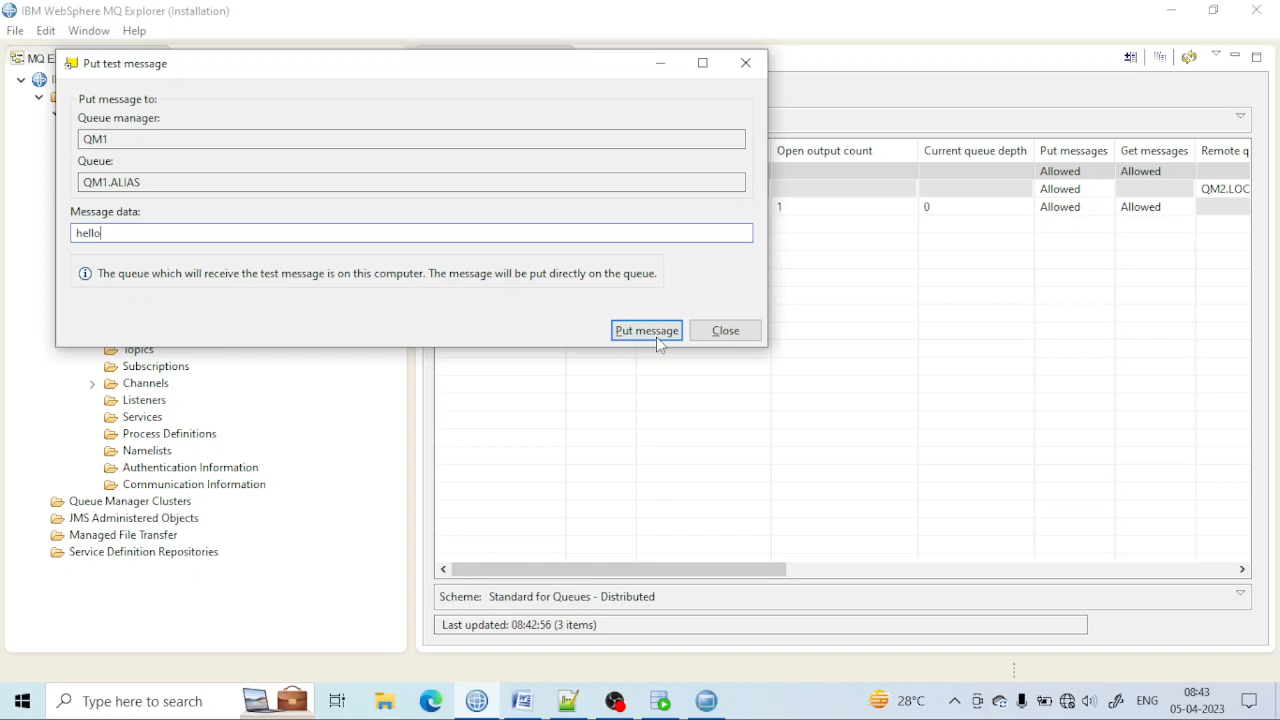 IBM WebSphere MQ Explorer (Installation)
File Edit Window Help
MQ E
Put test message
Put message to:
Queue manager:
QM1
Queue:
QM1.ALIAS
Message data:
hello
The queue which will receive the test message is on this computer. The message will be put directly on the queue.
Put message Close
Open output count Current queue depth Put messages Get messages Remote q
Allowed Allowed
Allowed QM2.LOC
1 0 Allowed Allowed
Topics
Subscriptions
Channels
Listeners
Services
Process Definitions
Namelists
Authentication Information
Communication Information
Queue Manager Clusters
JMS Administered Objects
Managed File Transfer
Service Definition Repositories
Scheme: Standard for Queues - Distributed
Last updated: 08:42:56 (3 items)
Type here to search
28°C
ENG
08:43
05-04-2023